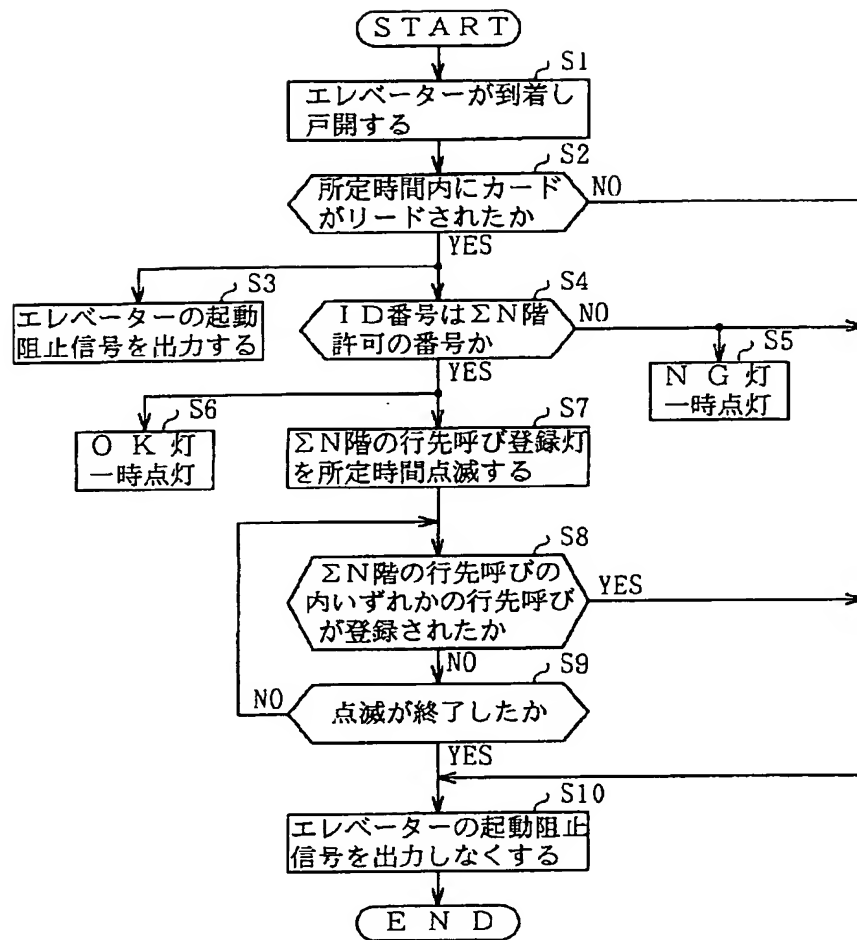 ＳＴＡＲＴ
S1
エレベーターが到着し
戸開する
S2
所定時間内にカード
がリードされたか
NO
YES
S3
エレベーターの起動
阻止信号を出力する
S4
ＩＤ番号はΣＮ階
許可の番号か
NO
S5
ＮＧ灯
一時点灯
YES
S6
ＯＫ灯
一時点灯
S7
ΣＮ階の行先呼び登録灯
を所定時間点滅する
S8
ΣＮ階の行先呼びの
内いずれかの行先呼び
が登録されたか
YES
NO
S9
点滅が終了したか
NO
YES
S10
エレベーターの起動阻止
信号を出力しなくする
ＥＮＤ